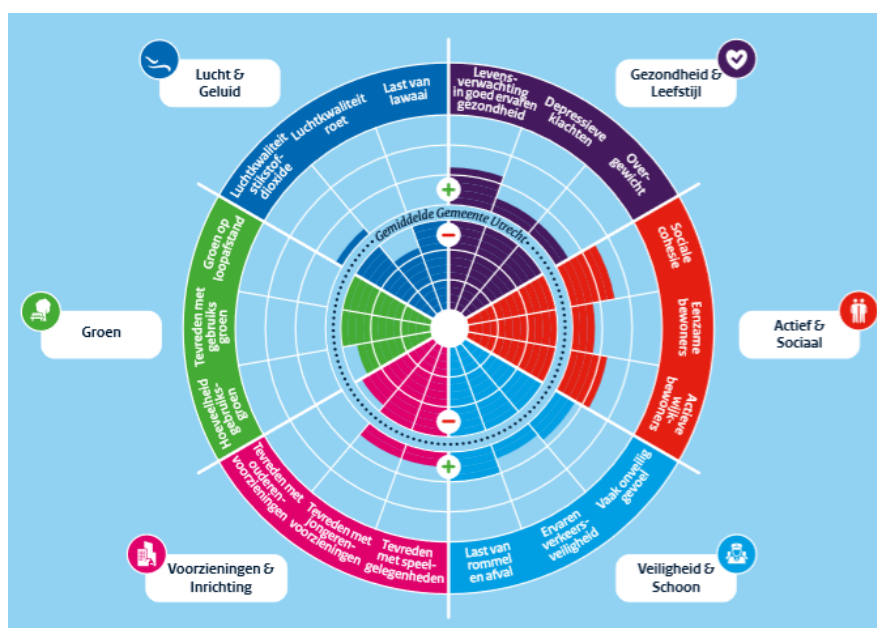 Lucht &
Geluid
Gezondheid &
Leefstijl
Luchtkwaliteit
stikstof-
dioxide
Luchtkwaliteit
roet
Last van
lawaai
Levens-
verwachting
in goed ervaren
gezondheid
Depressieve
klachten
Over-
gewicht
+
Gemiddelde Gemeente Utrecht
−
Groen op
loopafstand
Tevreden met
gebruiks
groen
Hoeveelheid
gebruiks-
groen
Groen
Sociale
cohesie
Eenzame
bewoners
Actieve
wijk-
bewoners
Actief &
Sociaal
−
+
Tevreden met
ouderen-
voorzieningen
Tevreden met
jongeren-
voorzieningen
Tevreden
met speel-
gelegenheden
Last van
rommel
en afval
Ervaren
verkeers-
veiligheid
Vaak onveilig
gevoel
Voorzieningen &
Inrichting
Veiligheid &
Schoon